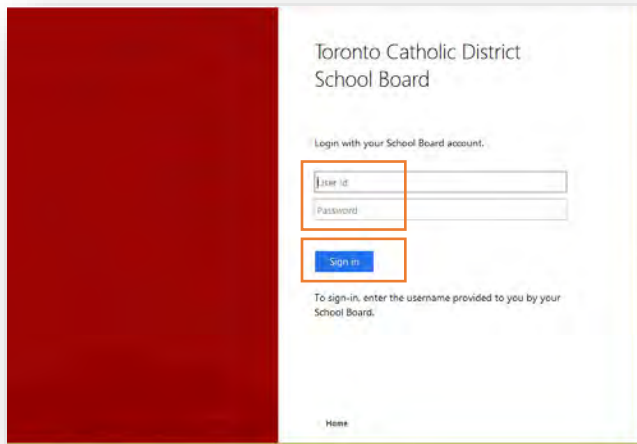 Toronto Catholic District
School Board
Login with your School Board account.
User Id
Password
Sign in
To sign-in, enter the username provided to you by your
School Board.
Home